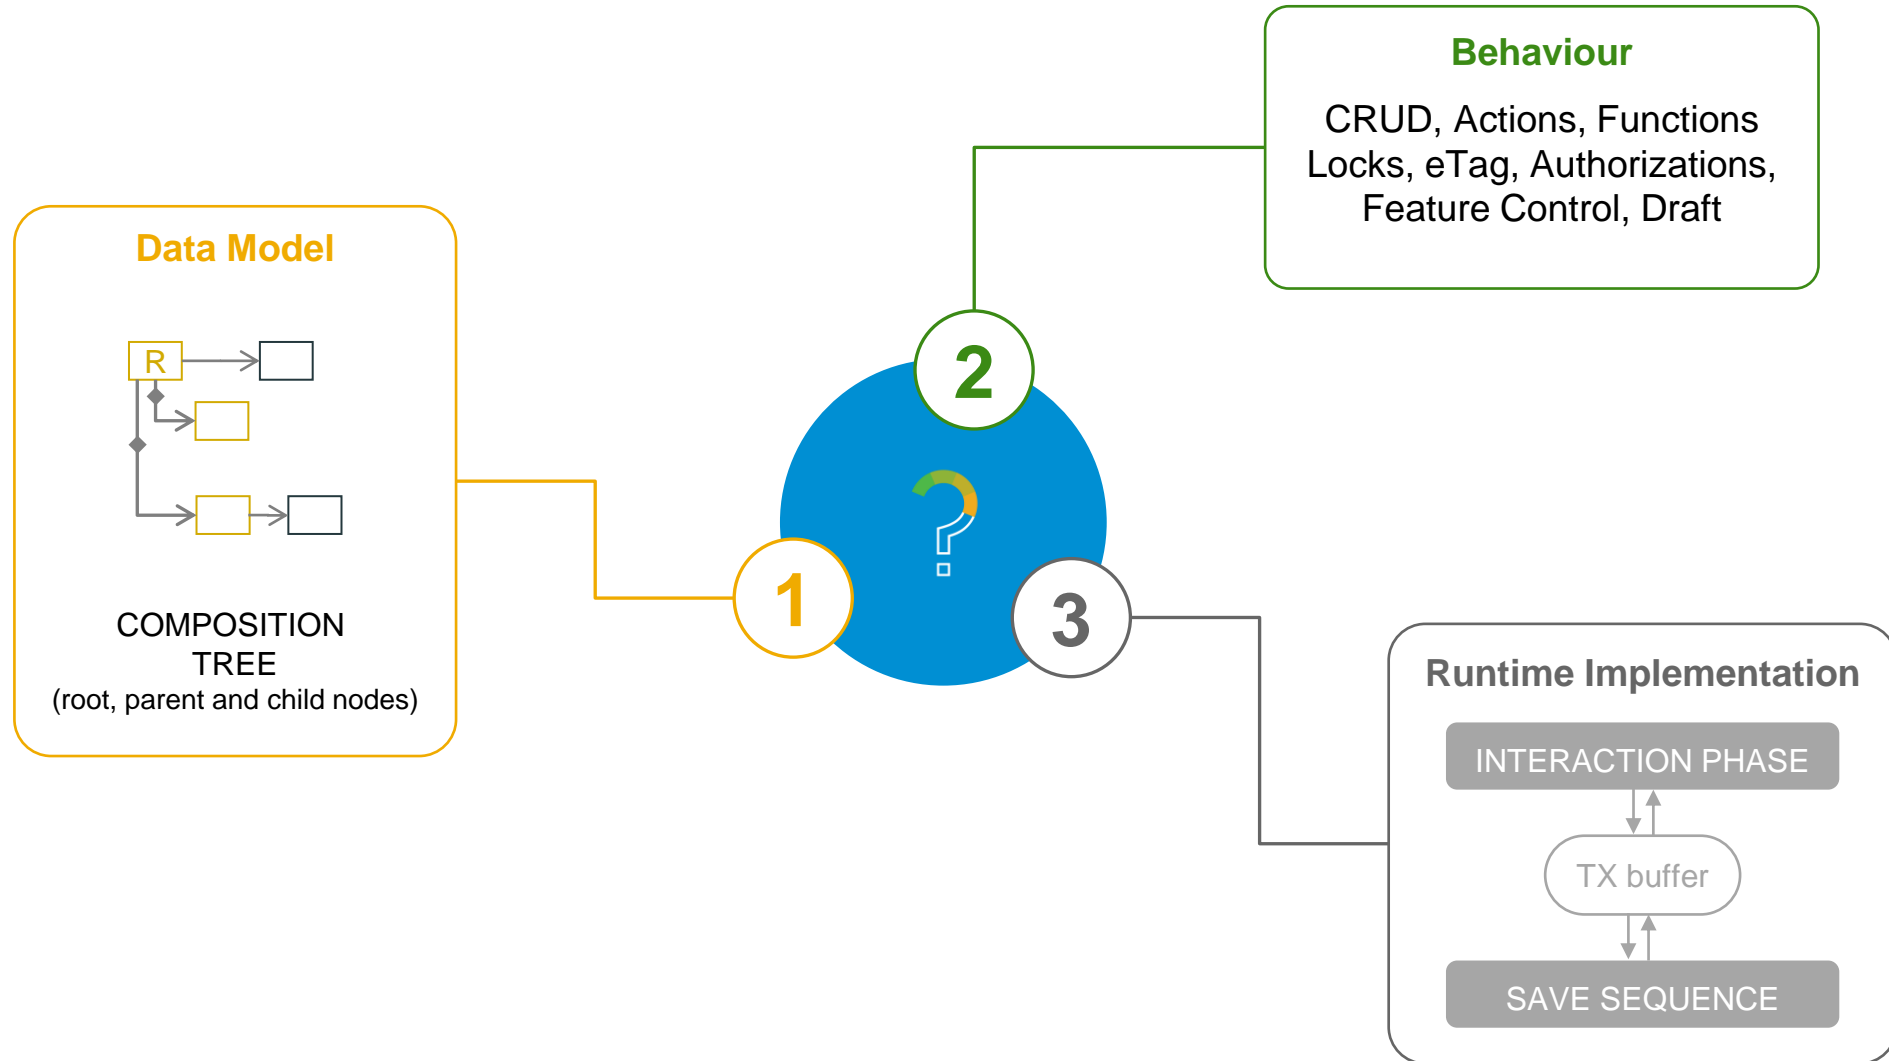 Behaviour
CRUD, Actions, Functions
Locks, eTag, Authorizations,
Feature Control, Draft
Data Model
R
COMPOSITION
TREE
(root, parent and child nodes)
2
?
1
3
Runtime Implementation
INTERACTION PHASE
TX buffer
SAVE SEQUENCE